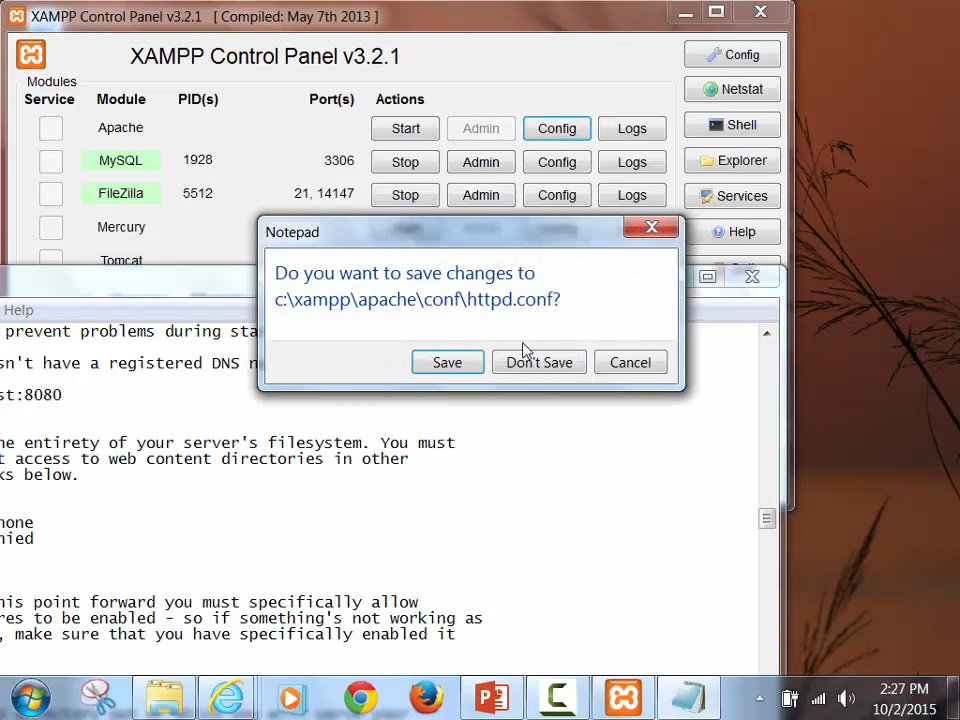 XAMPP Control Panel v3.2.1 [ Compiled: May 7th 2013 ]
XAMPP Control Panel v3.2.1
Config
Modules
Service Module PID(s) Port(s) Actions
Netstat
Apache Start Admin Config Logs
Shell
MySQL 1928 3306 Stop Admin Config Logs
Explorer
FileZilla 5512 21, 14147 Stop Admin Config Logs
Services
Mercury
Help
Tomcat
Notepad
Do you want to save changes to
c:\xampp\apache\conf\httpd.conf?
Save Don't Save Cancel
Help
prevent problems during sta
sn't have a registered DNS n
st:8080
ne entirety of your server's filesystem. You must
t access to web content directories in other
ks below.
none
nied
his point forward you must specifically allow
res to be enabled - so if something's not working as
, make sure that you have specifically enabled it
2:27 PM
10/2/2015